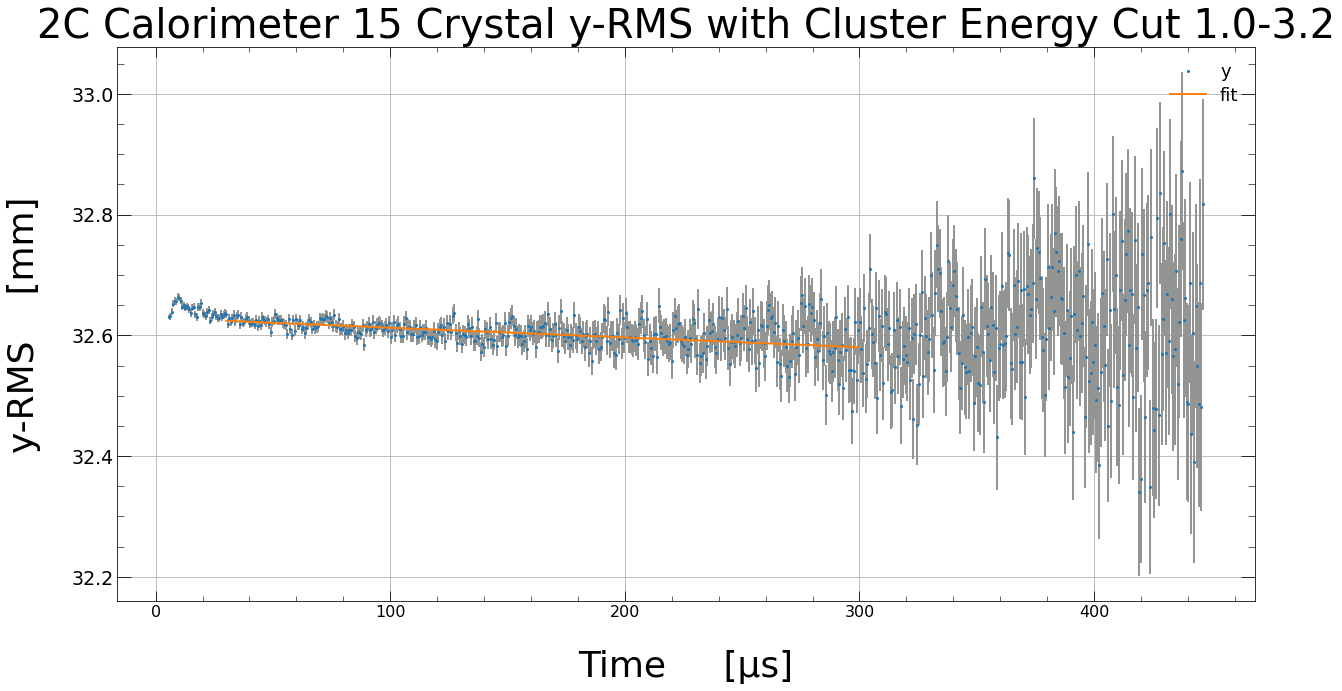 2C Calorimeter 15 Crystal y-RMS with Cluster Energy Cut 1.0-3.2
y
fit
33.0
32.8
32.6
32.4
32.2
y-RMS [mm]
0 100 200 300 400
Time [µs]